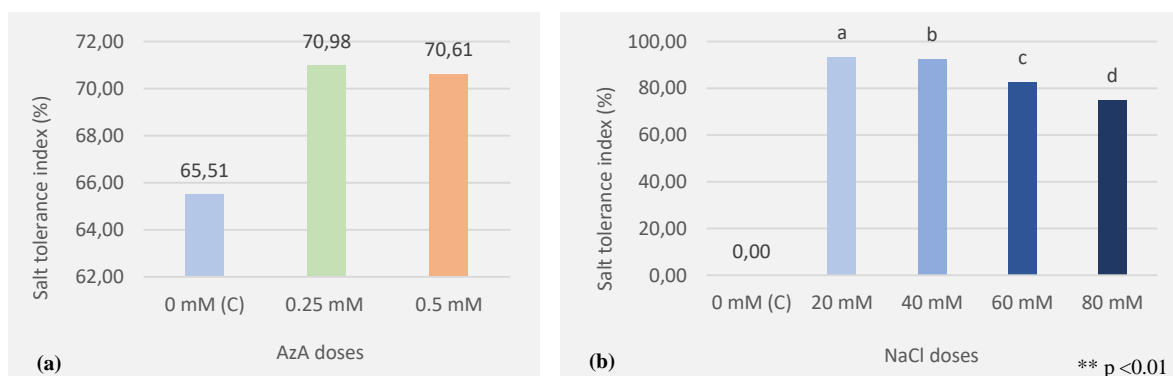 Salt tolerance index (%)
72,00
70,00
68,00
66,00
64,00
62,00
65,51
70,98
70,61
0 mM (C)
0.25 mM
0.5 mM
AzA doses
(a)
Salt tolerance index (%)
100,00
80,00
60,00
40,00
20,00
0,00
0,00
a
b
c
d
0 mM (C)
20 mM
40 mM
60 mM
80 mM
NaCl doses
(b)
** p <0.01